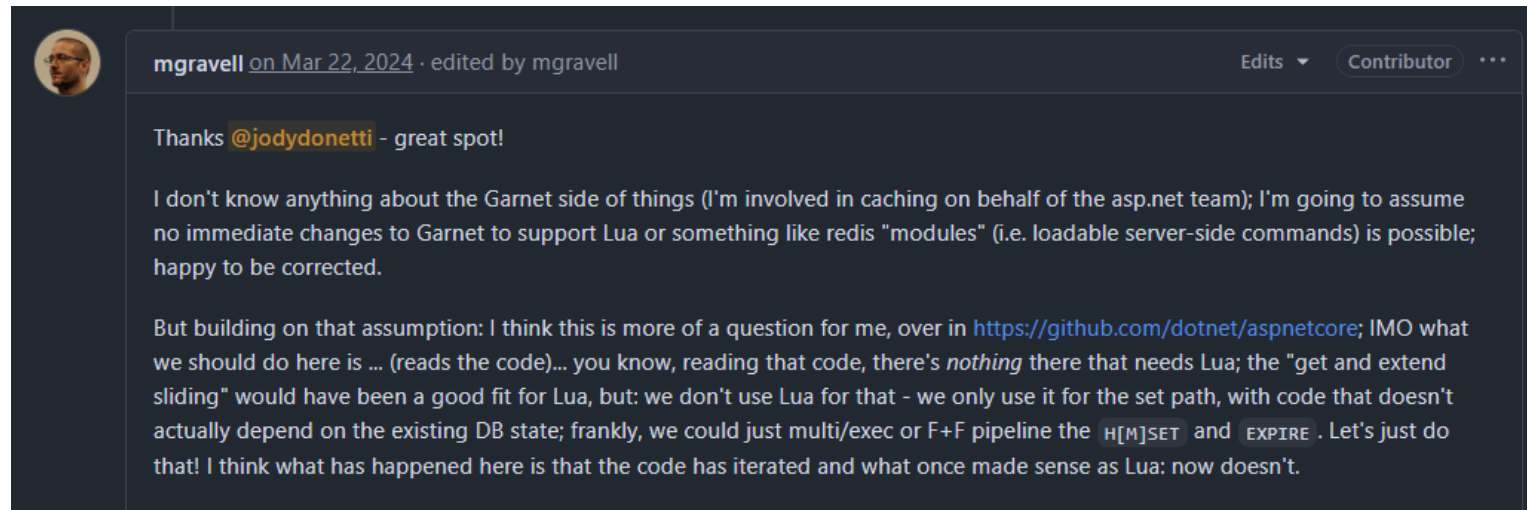 mgravell on Mar 22, 2024 · edited by mgravell
Edits
Contributor
Thanks @jodydonetti - great spot!
I don't know anything about the Garnet side of things (I'm involved in caching on behalf of the asp.net team); I'm going to assume
no immediate changes to Garnet to support Lua or something like redis "modules" (i.e. loadable server-side commands) is possible;
happy to be corrected.
But building on that assumption: I think this is more of a question for me, over in https://github.com/dotnet/aspnetcore; IMO what
we should do here is ... (reads the code)... you know, reading that code, there's nothing there that needs Lua; the "get and extend
sliding" would have been a good fit for Lua, but: we don't use Lua for that - we only use it for the set path, with code that doesn't
actually depend on the existing DB state; frankly, we could just multi/exec or F+F pipeline the H[M]SET and EXPIRE. Let's just do
that! I think what has happened here is that the code has iterated and what once made sense as Lua: now doesn't.